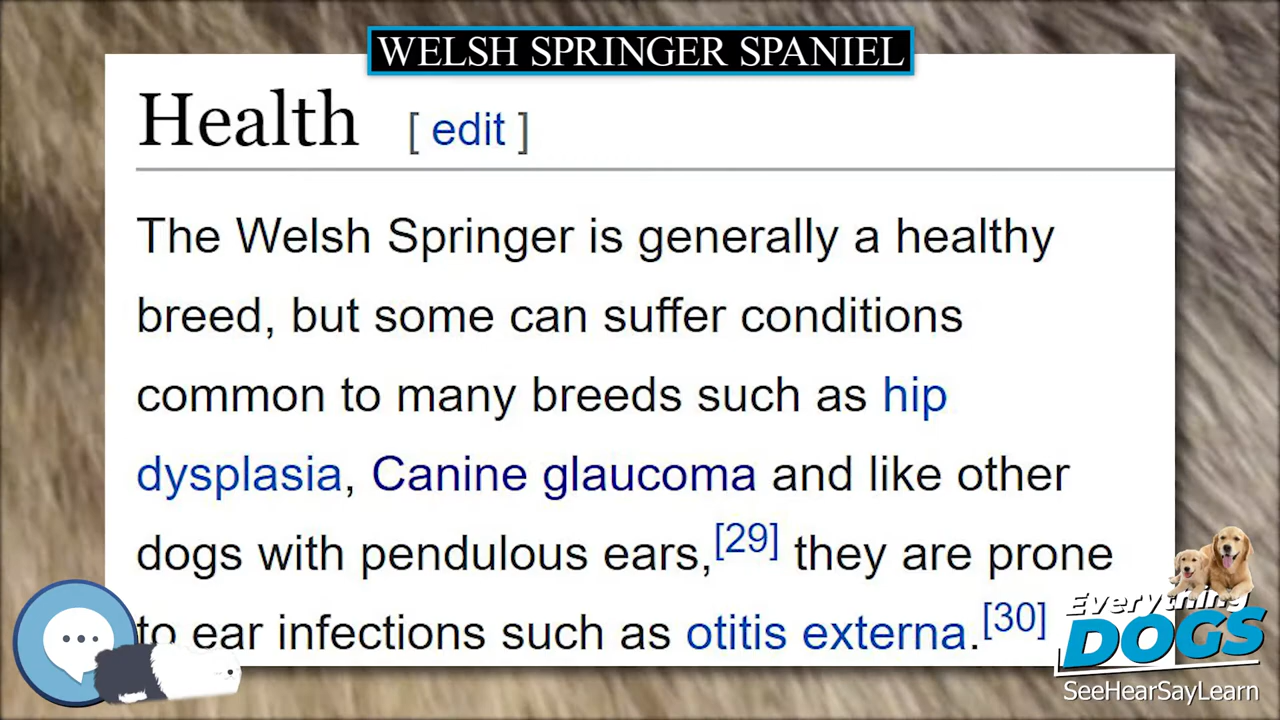 WELSH SPRINGER SPANIEL
Health [ edit ]
The Welsh Springer is generally a healthy
breed, but some can suffer conditions
common to many breeds such as hip
dysplasia, Canine glaucoma and like other
dogs with pendulous ears,[29] they are prone
to ear infections such as otitis externa.[30]
Everything
DOGS
SeeHearSayLearn